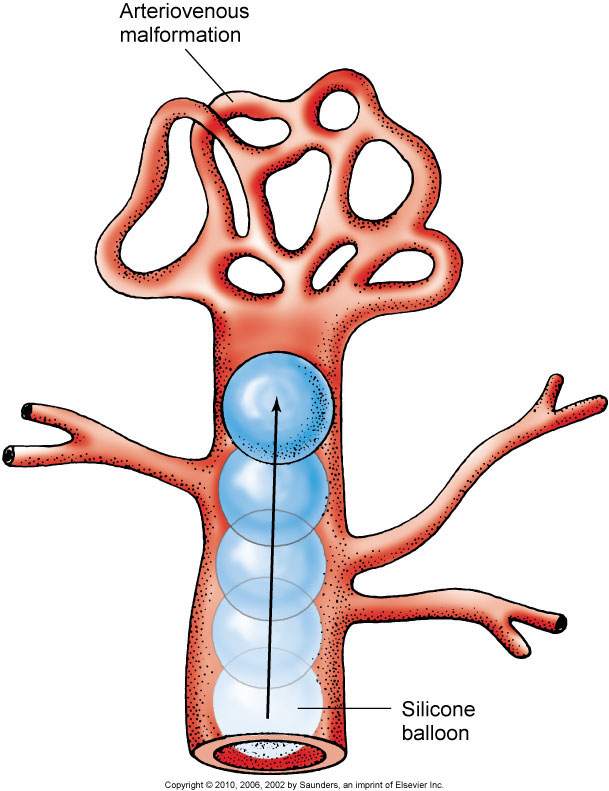 Arteriovenous
malformation
Silicone
balloon
Copyright © 2010, 2006, 2002 by Saunders, an imprint of Elsevier Inc.